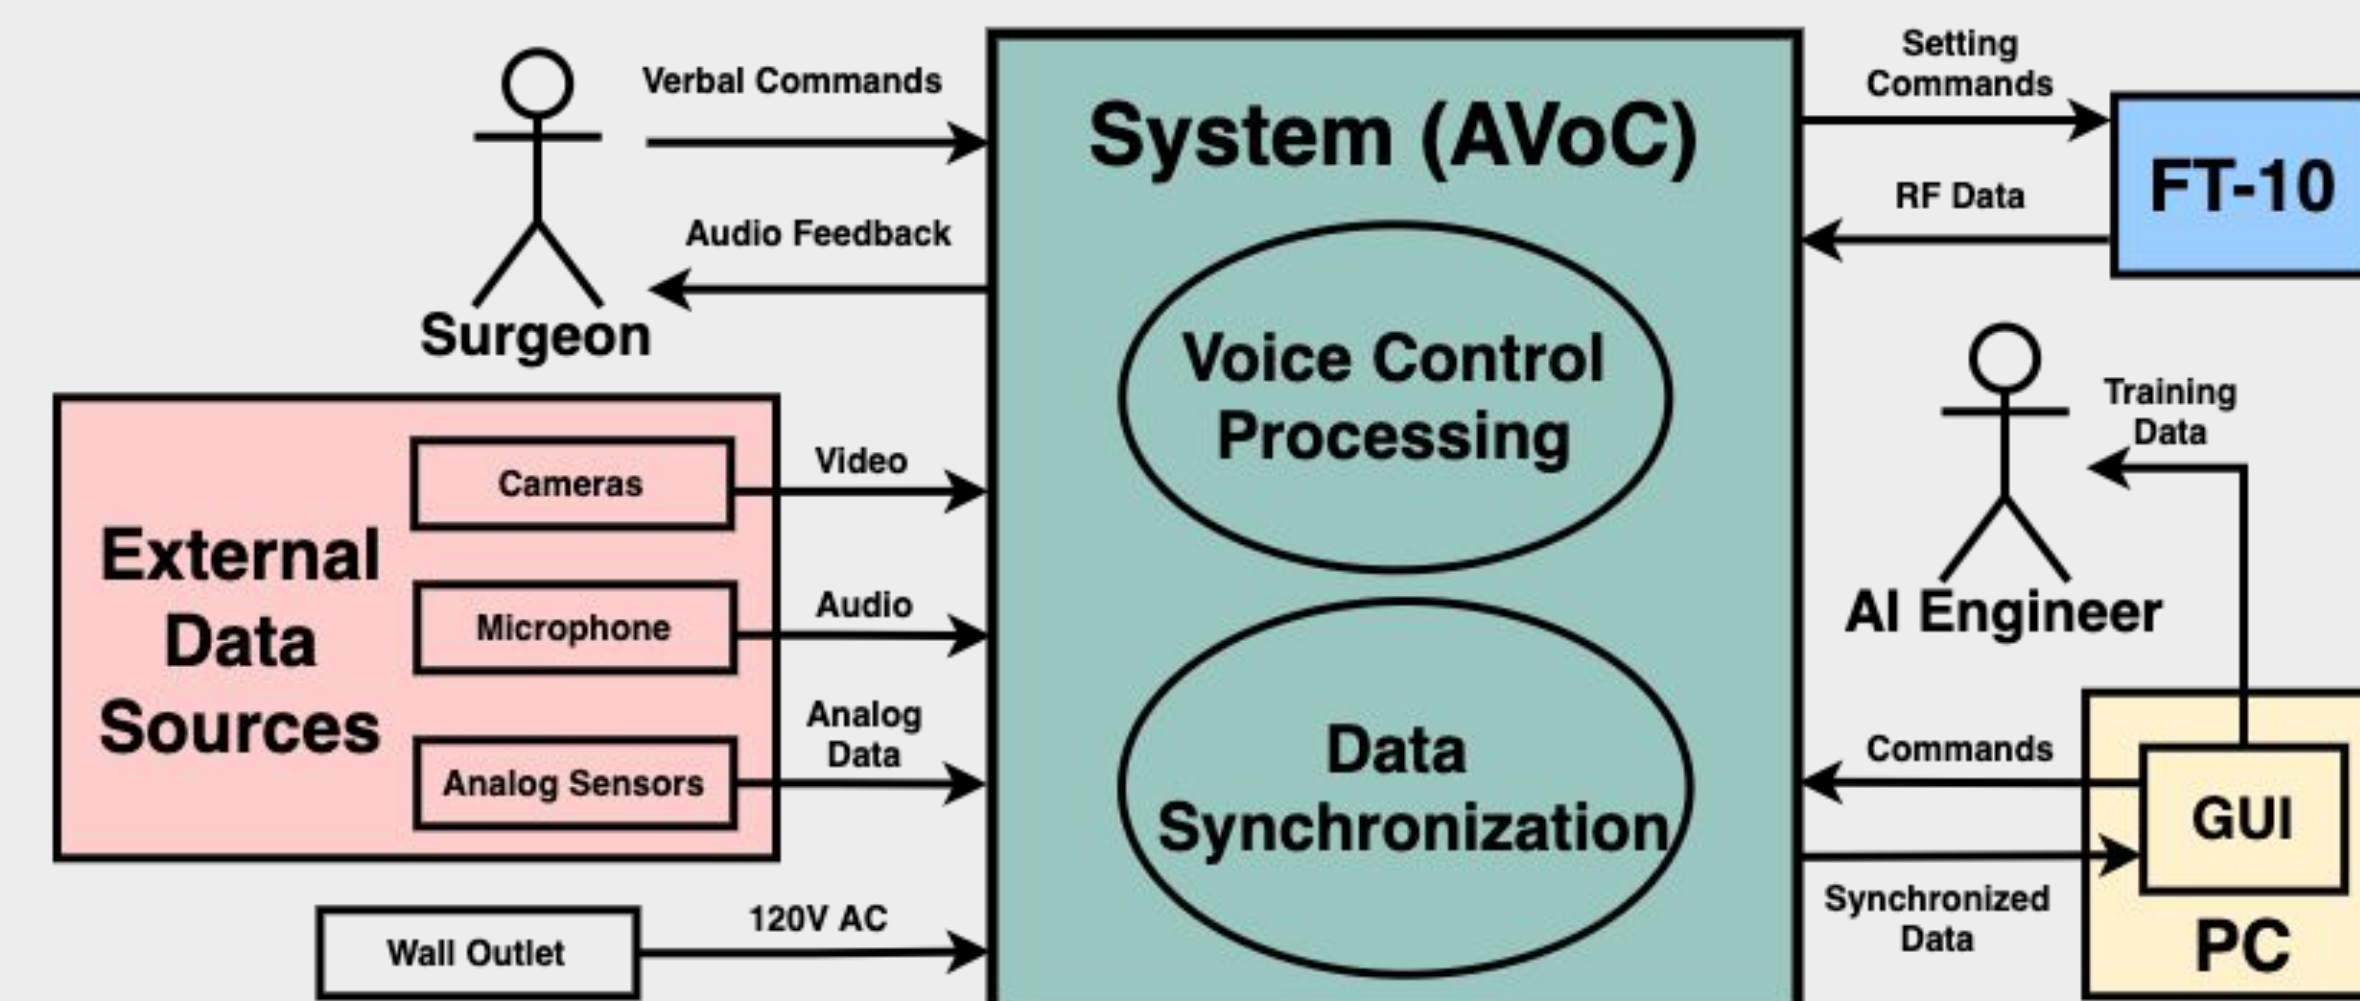 Verbal Commands
Audio Feedback
Surgeon
External
Data
Sources
Cameras
Microphone
Analog Sensors
Video
Audio
Analog
Data
Wall Outlet
120V AC
System (AVoC)
Voice Control
Processing
Data
Synchronization
Setting
Commands
RF Data
FT-10
Training
Data
AI Engineer
Commands
Synchronized
Data
GUI
PC